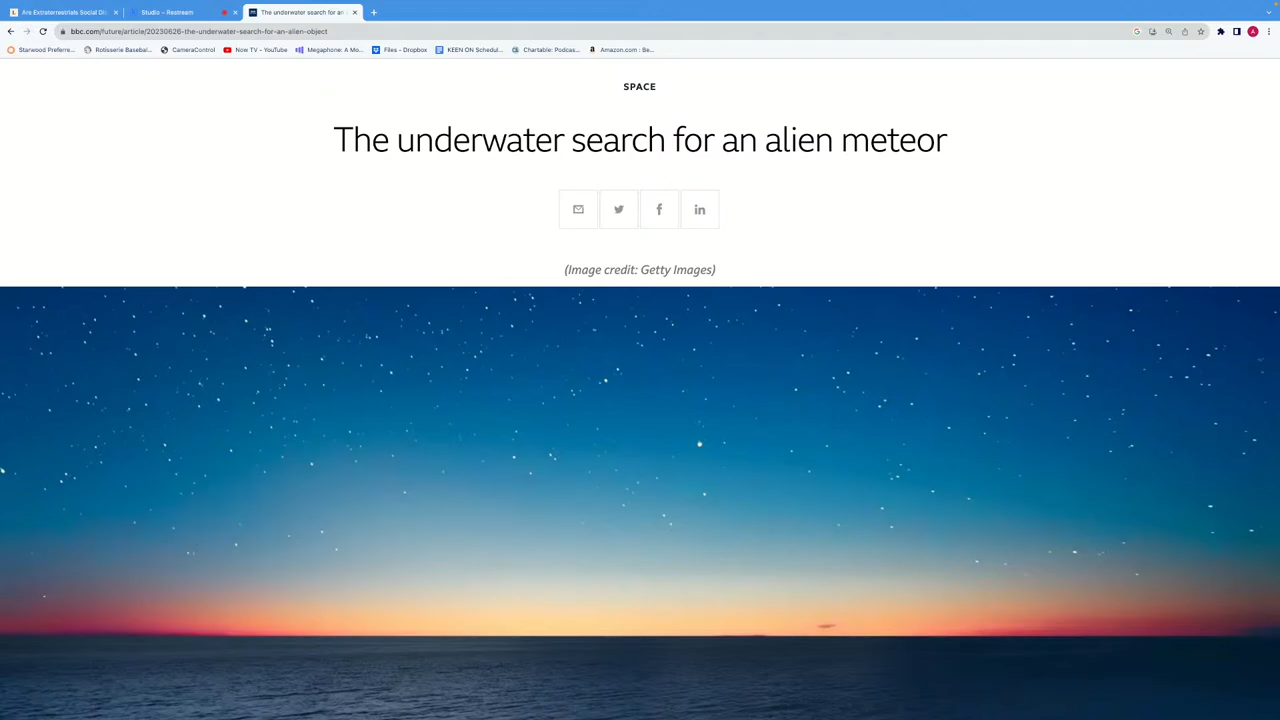 Are Extraterrestrials Social Dis
Studio – Restream
The underwater search for an
bbc.com/future/article/20230626-the-underwater-search-for-an-alien-object
Starwood Preferre...
Rotisserie Basebal...
CameraControl
Now TV - YouTube
Megaphone: A Mo...
Files - Dropbox
KEEN ON Schedul...
Chartable: Podcas...
Amazon.com : Be...
SPACE
The underwater search for an alien meteor
(Image credit: Getty Images)